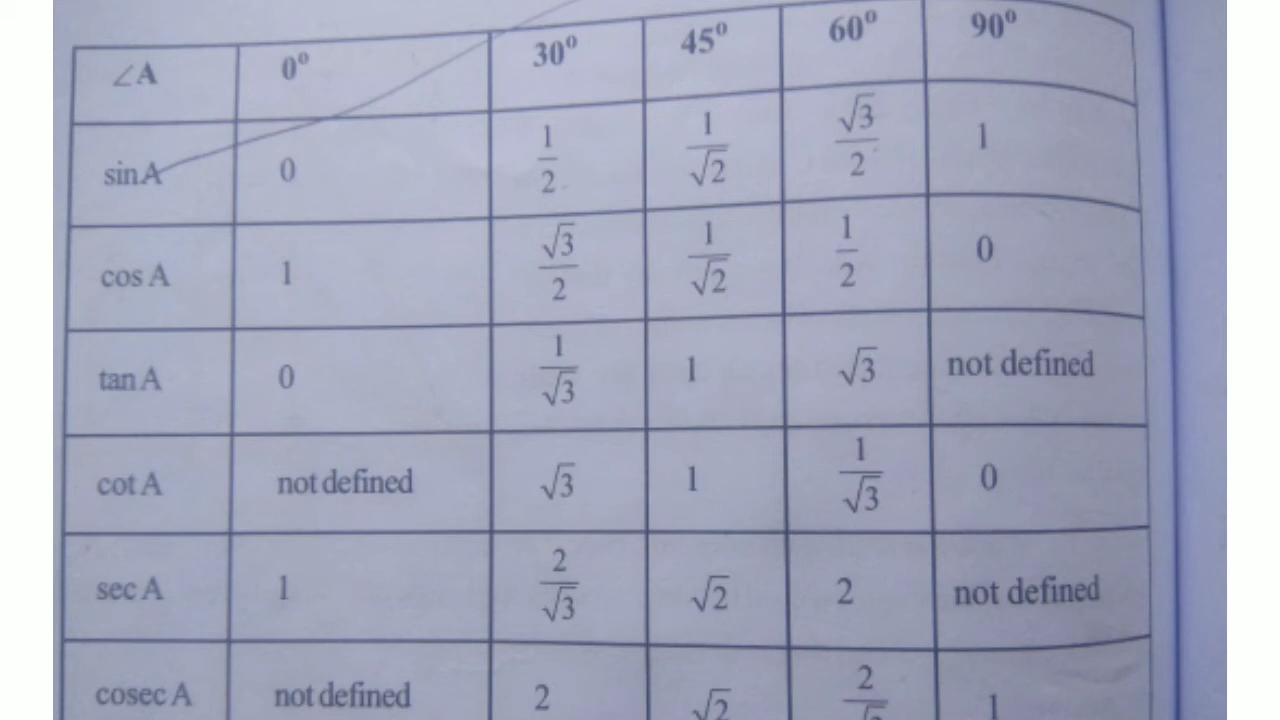 ∠A 0° 30° 45° 60° 90°
sin A 0 1/2 1/√2 √3/2 1
cos A 1 √3/2 1/√2 1/2 0
tan A 0 1/√3 1 √3 not defined
cot A not defined √3 1 1/√3 0
sec A 1 2/√3 √2 2 not defined
cosec A not defined 2 √2 2/√ 1